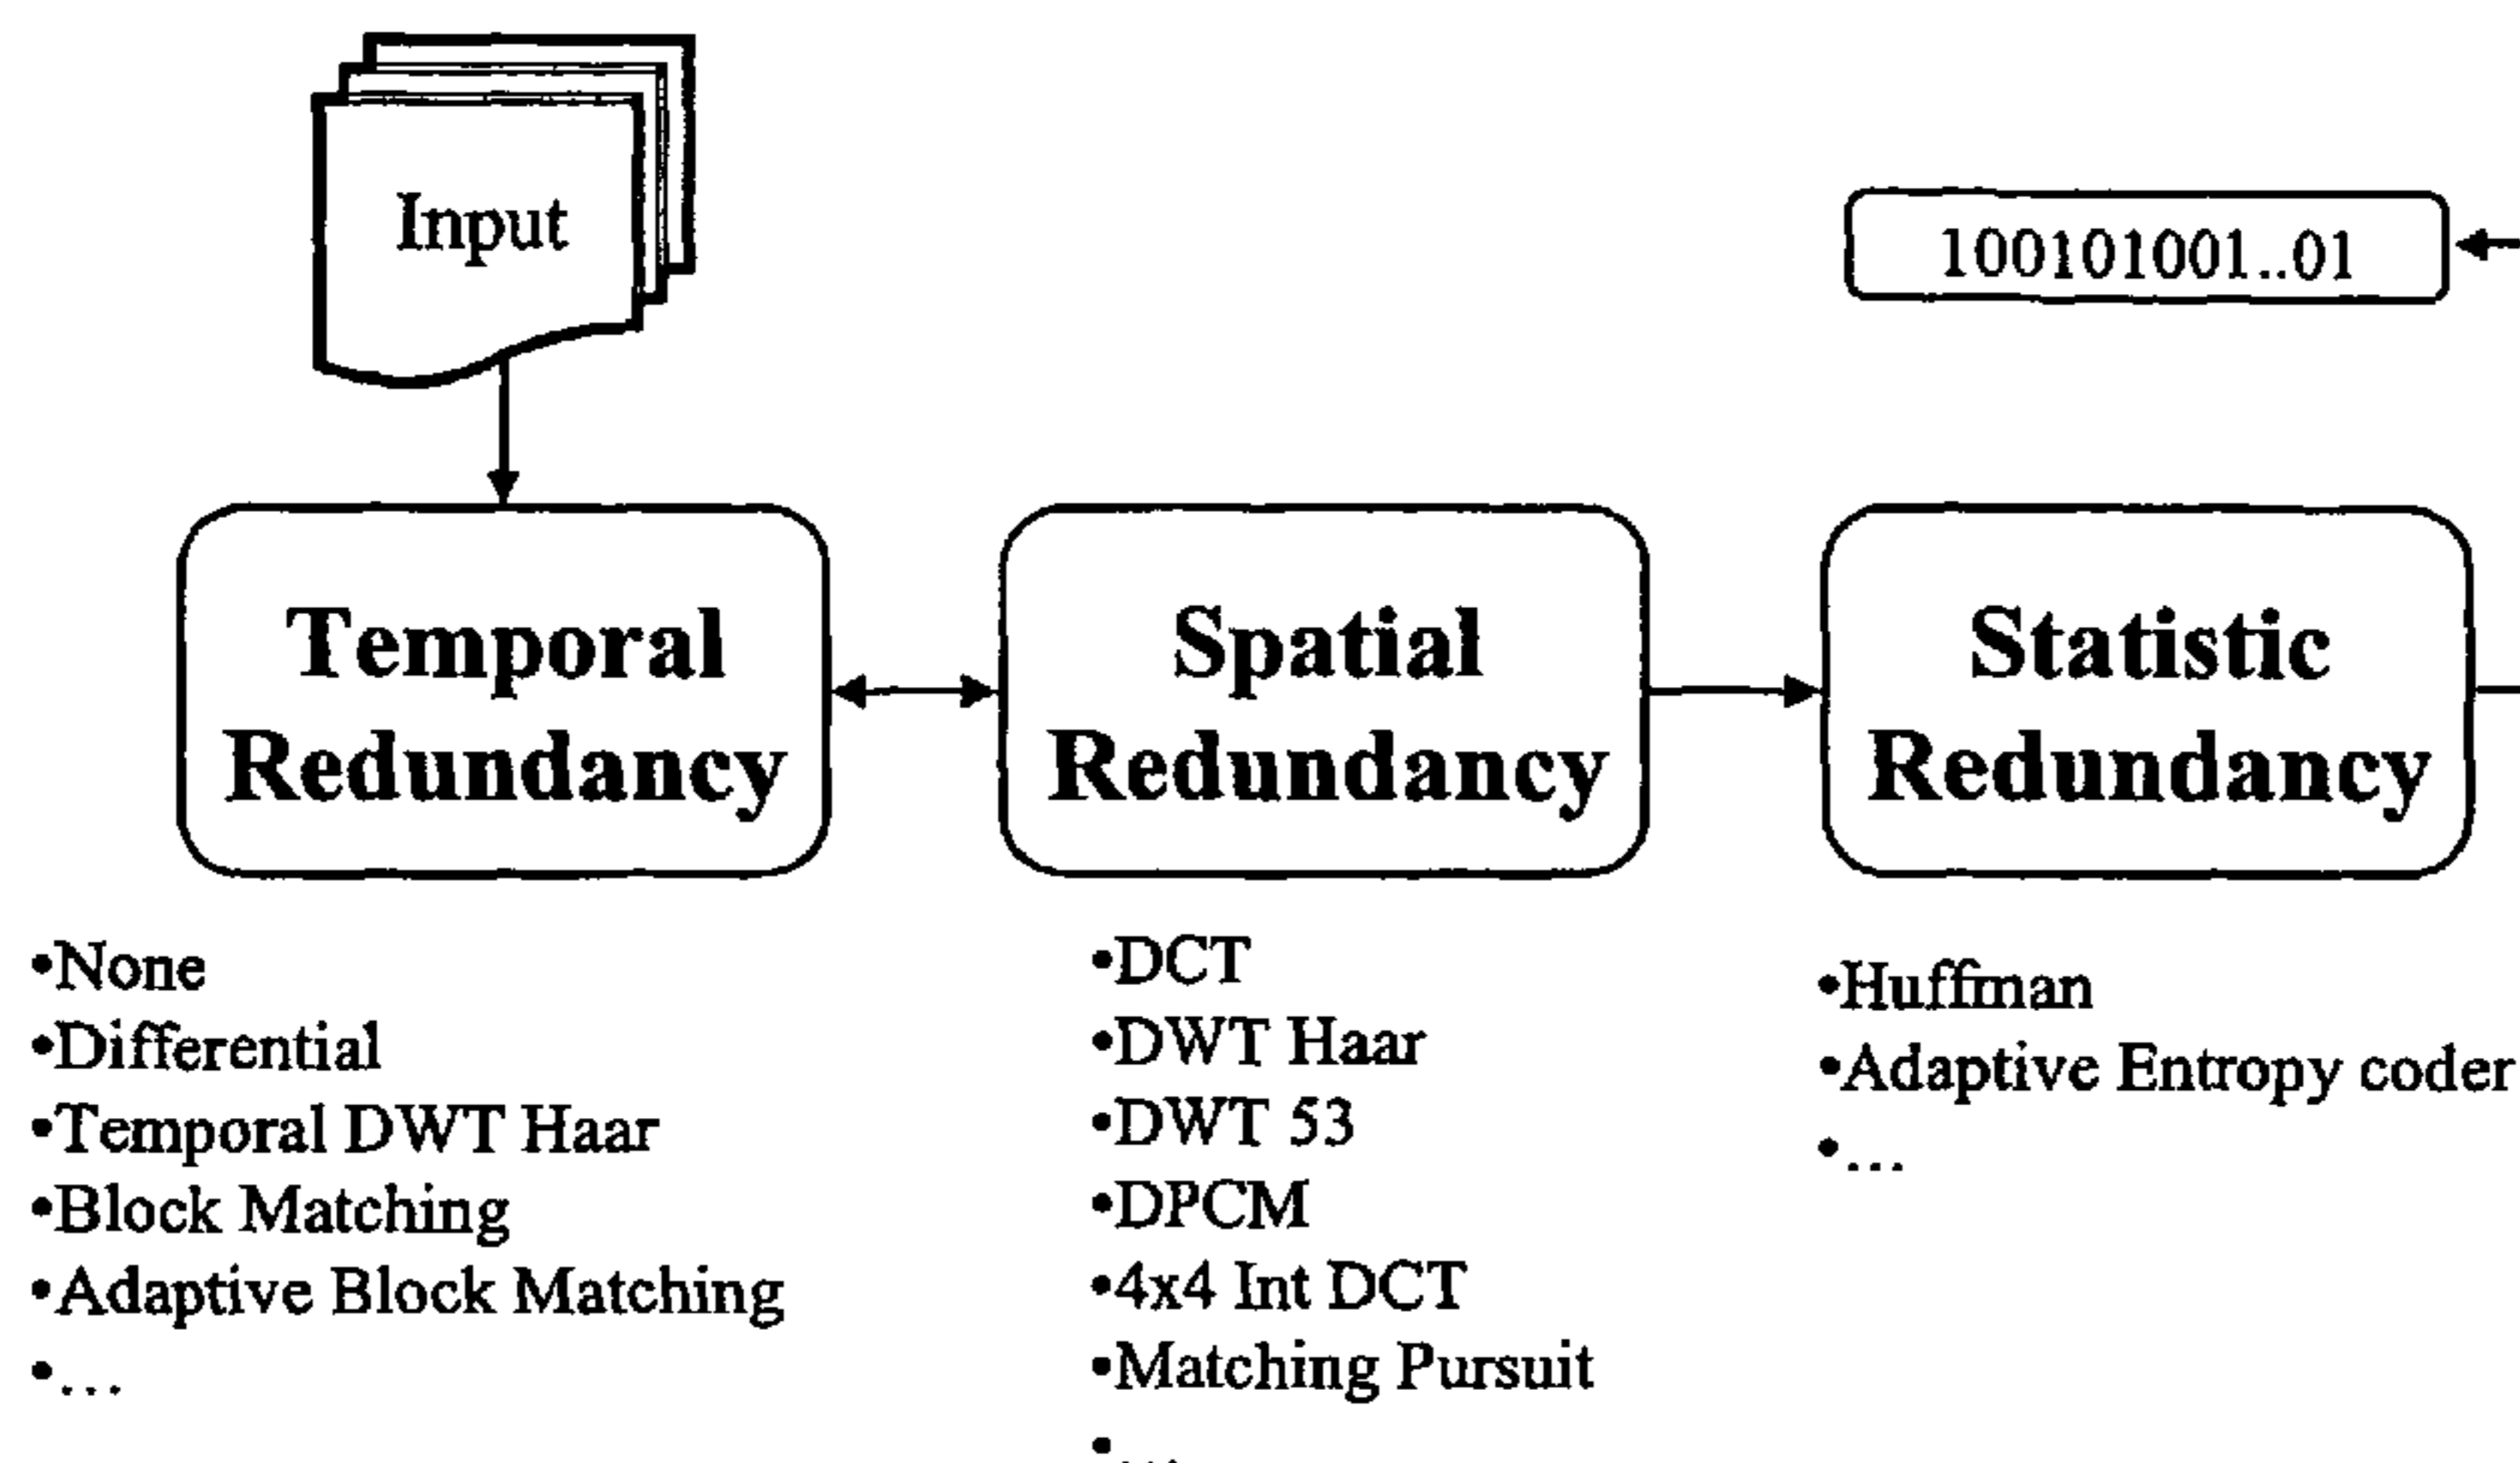 Input
100101001..01
Temporal
Redundancy
Spatial
Redundancy
Statistic
Redundancy
•None
•Differential
•Temporal DWT Haar
•Block Matching
•Adaptive Block Matching
•...
•DCT
•DWT Haar
•DWT 53
•DPCM
•4x4 Int DCT
•Matching Pursuit
•...
•Huffman
•Adaptive Entropy coder
•...